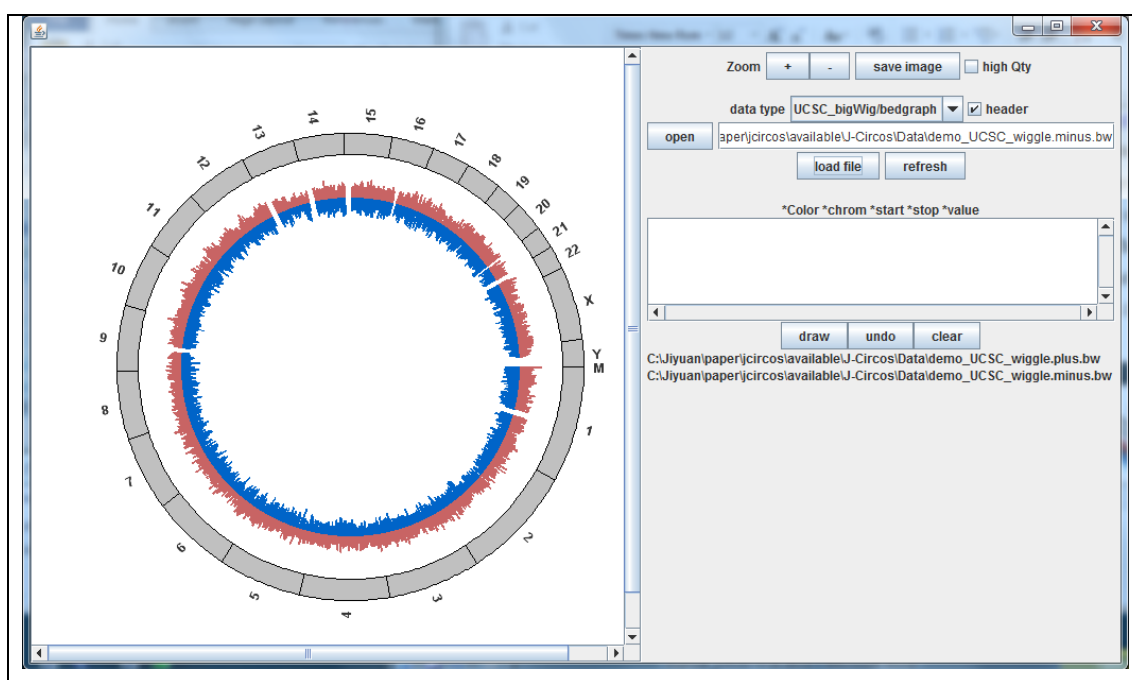 Zoom + - save image high Qty
data type UCSC_bigWig/bedgraph header
open aper\jcircos\available\J-Circos\Data\demo_UCSC_wiggle.minus.bw
load file refresh
*Color *chrom *start *stop *value
draw undo clear
C:\Jiyuan\paper\jcircos\available\J-Circos\Data\demo_UCSC_wiggle.plus.bw
C:\Jiyuan\paper\jcircos\available\J-Circos\Data\demo_UCSC_wiggle.minus.bw
15
14
16
13
17
12
18
19
11
20
21
22
10
X
9
Y
M
8
1
7
2
6
5
3
4